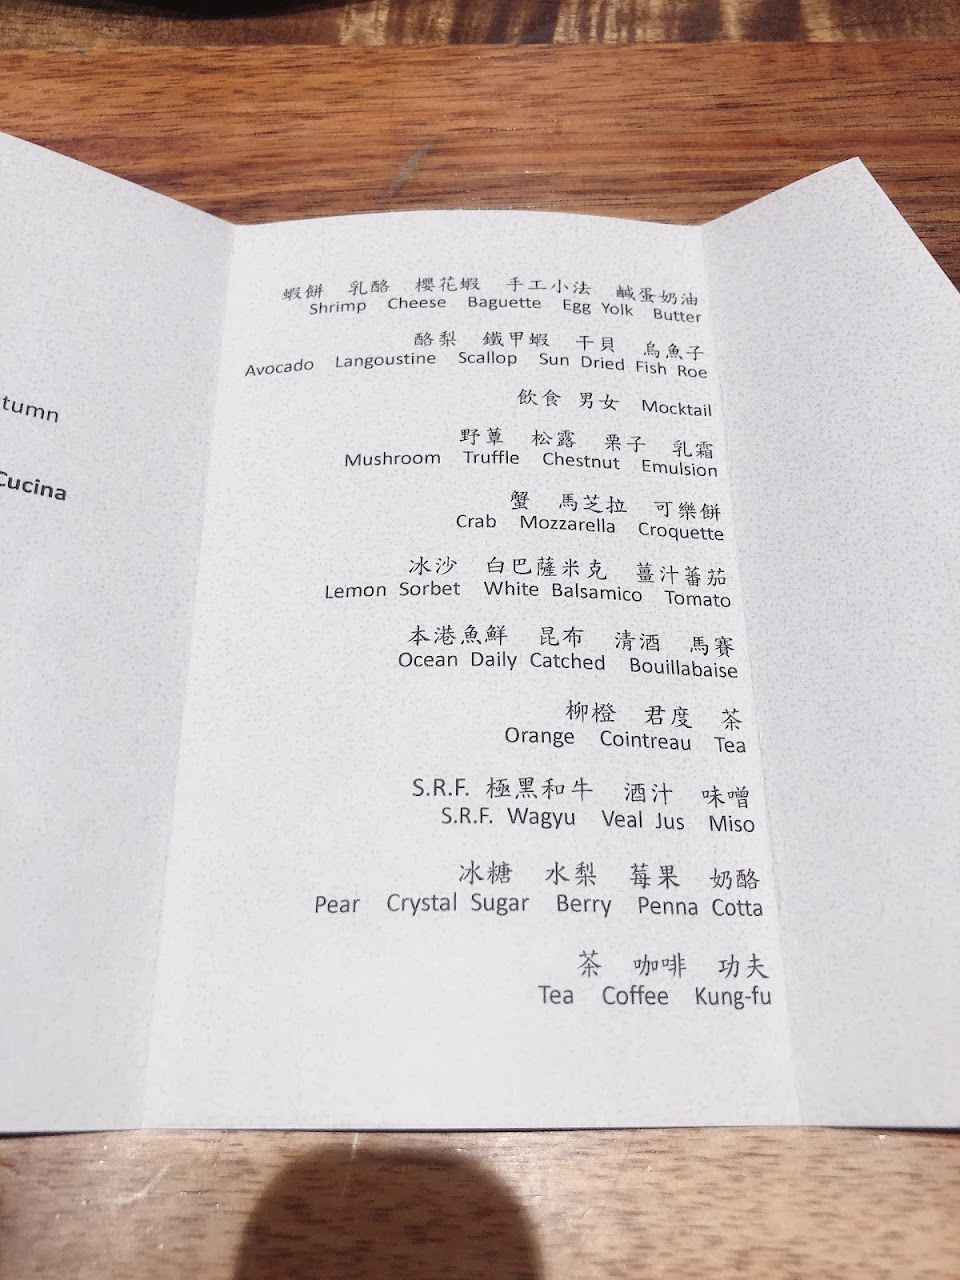 tumn
Cucina
蝦餅 乳酪 櫻花蝦 手工小法 鹹蛋奶油
Shrimp Cheese Baguette Egg Yolk Butter
酪梨 鐵甲蝦 干貝 烏魚子
Avocado Langoustine Scallop Sun Dried Fish Roe
飲食 男女 Mocktail
野蕈 松露 栗子 乳霜
Mushroom Truffle Chestnut Emulsion
蟹 馬芝拉 可樂餅
Crab Mozzarella Croquette
冰沙 白巴薩米克 薑汁蕃茄
Lemon Sorbet White Balsamico Tomato
本港魚鮮 昆布 清酒 馬賽
Ocean Daily Catched Bouillabaise
柳橙 君度 茶
Orange Cointreau Tea
S.R.F. 極黑和牛 酒汁 味噌
S.R.F. Wagyu Veal Jus Miso
冰糖 水梨 莓果 奶酪
Pear Crystal Sugar Berry Penna Cotta
茶 咖啡 功夫
Tea Coffee Kung-fu